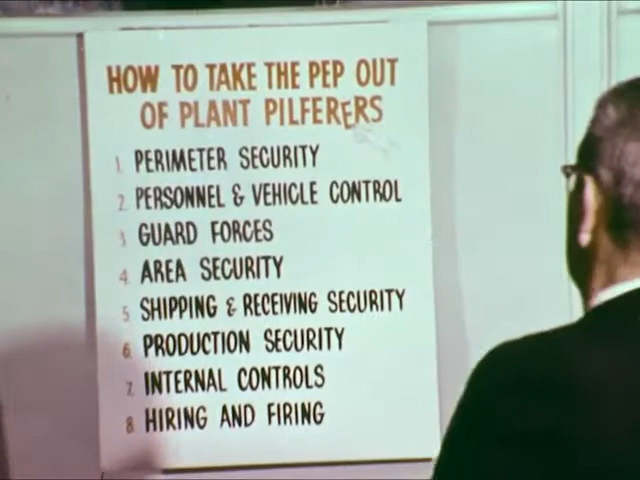 HOW TO TAKE THE PEP OUT
OF PLANT PILFERERS
1. PERIMETER SECURITY
2. PERSONNEL & VEHICLE CONTROL
3. GUARD FORCES
4. AREA SECURITY
5. SHIPPING & RECEIVING SECURITY
6. PRODUCTION SECURITY
7. INTERNAL CONTROLS
8. HIRING AND FIRING